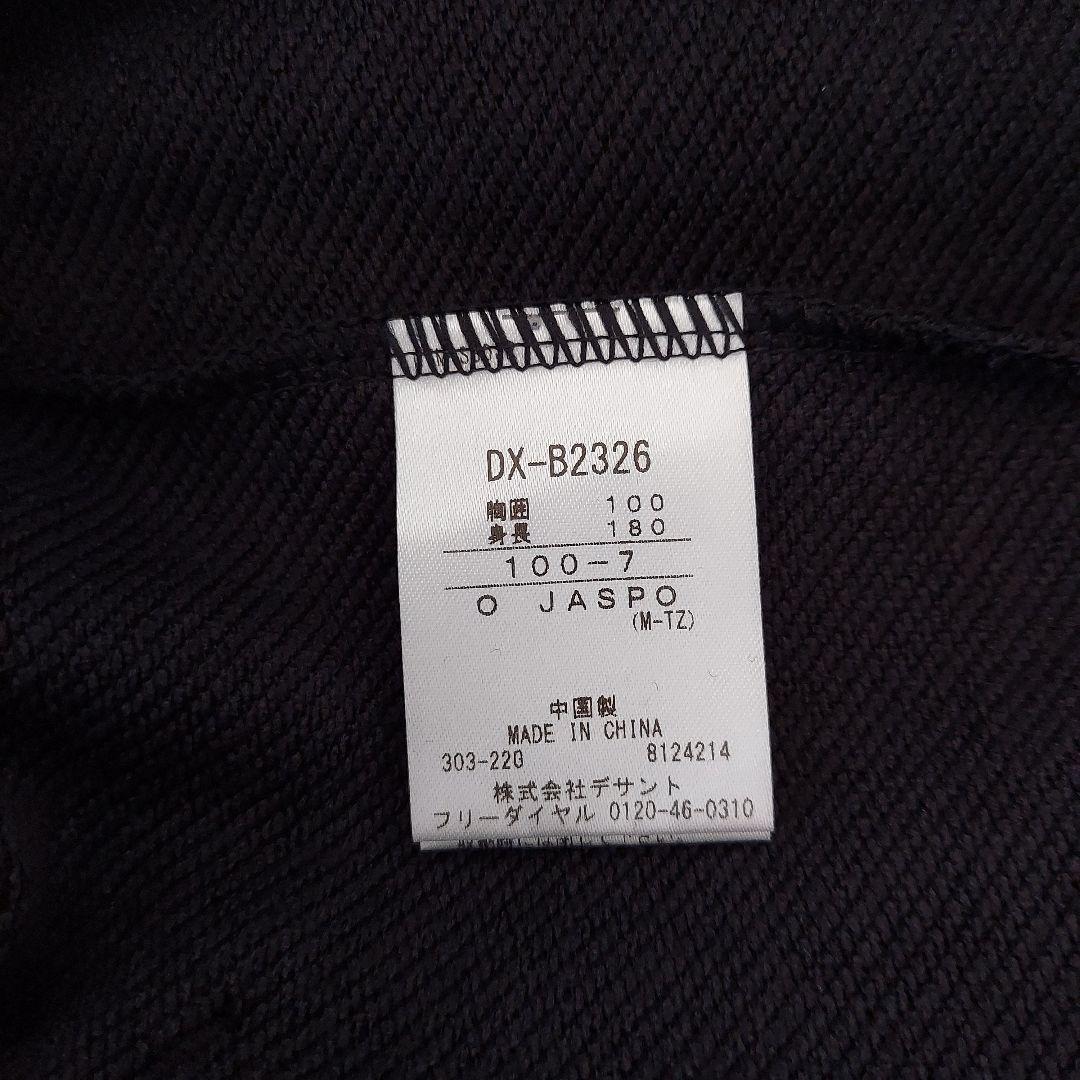 DX-B2326
胸囲 100
身長 180
100-7
O JASPO
(M-TZ)
中国製
MADE IN CHINA
303-220 8124214
株式会社デサント
フリーダイヤル 0120-46-0310